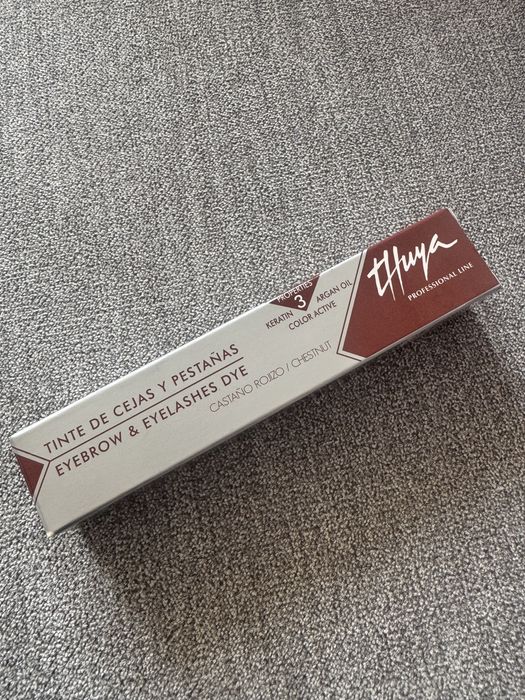 TINTE DE CEJAS Y PESTAÑAS
EYEBROW & EYELASHES DYE
CASTAÑO ROJIZO / CHESTNUT
PROPERTIES
3
KERATIN ARGAN OIL
COLOR ACTIVE
tHuya
PROFESSIONAL LINE